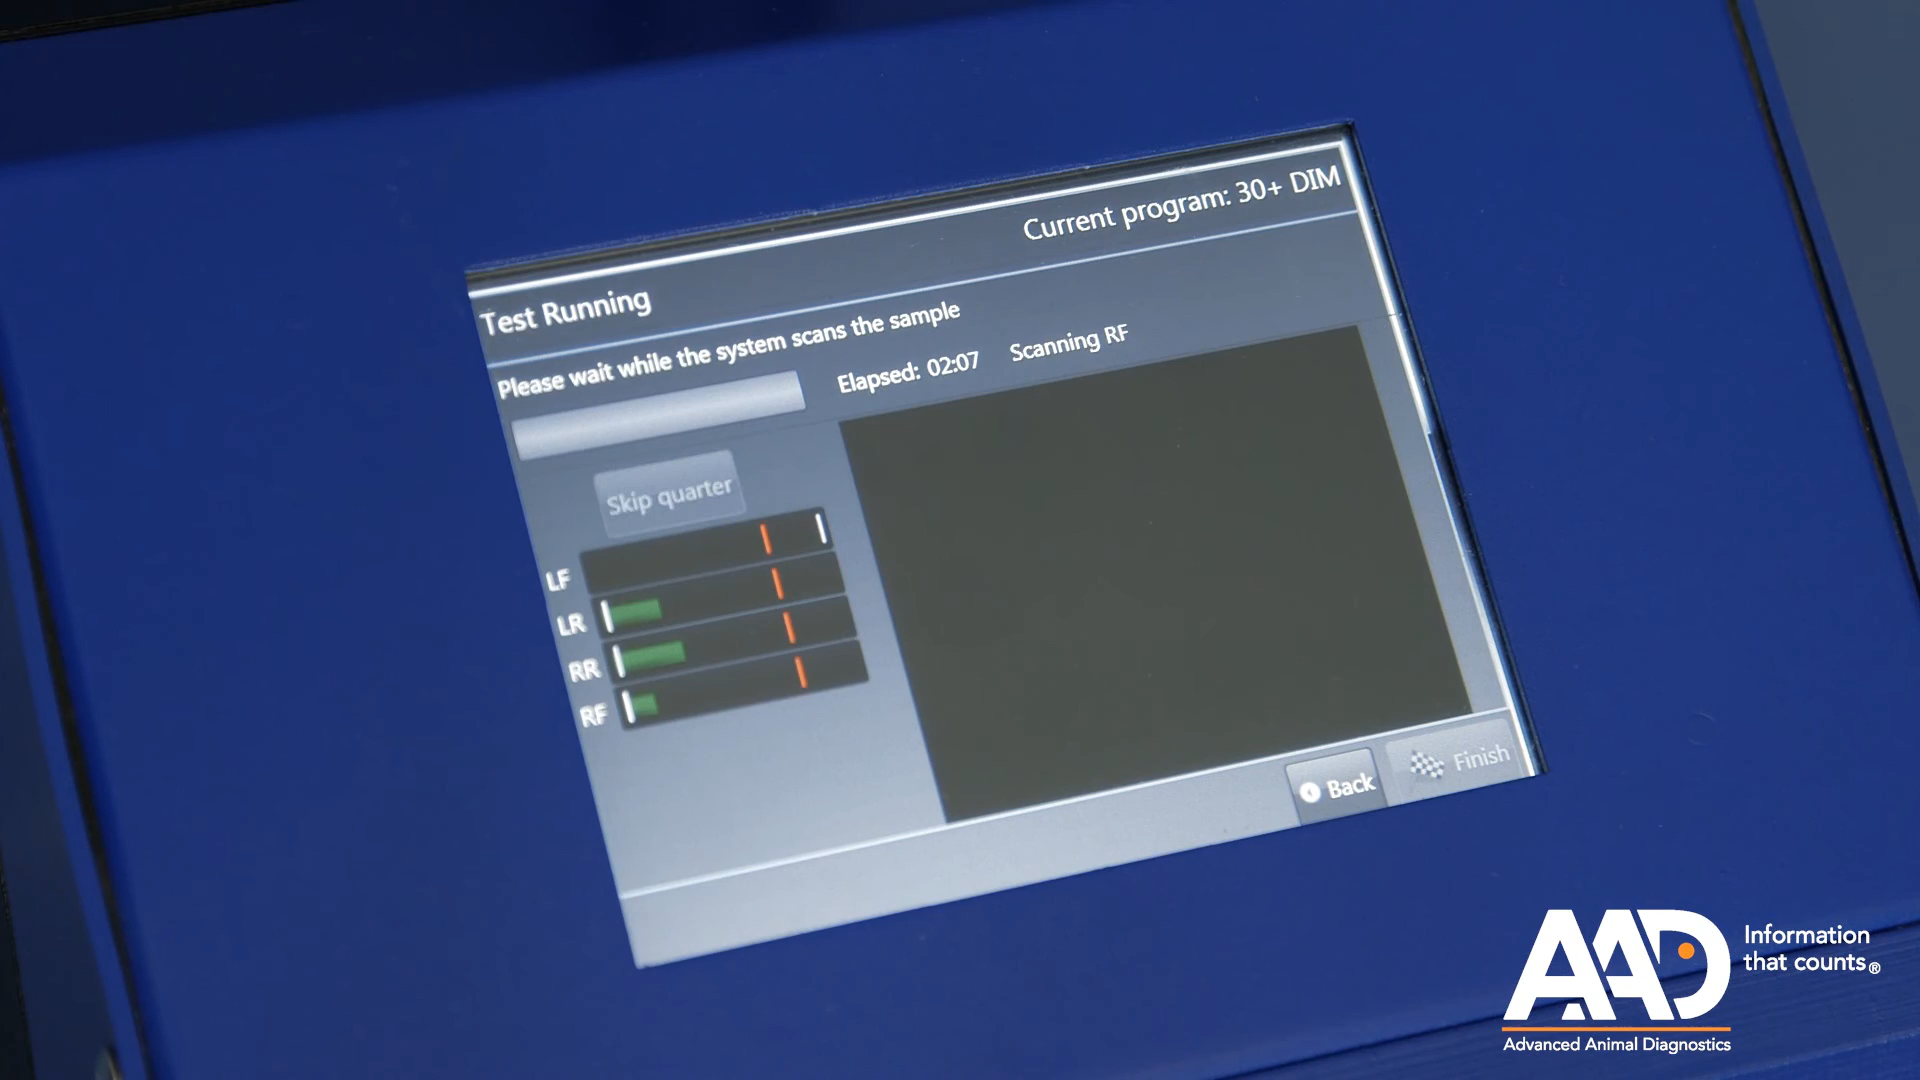 Current program: 30+ DIM
Test Running
Please wait while the system scans the sample
Elapsed: 02:07
Scanning RF
Skip quarter
LF
LR
RR
RF
Back
Finish
AAD
Information
that counts®
Advanced Animal Diagnostics